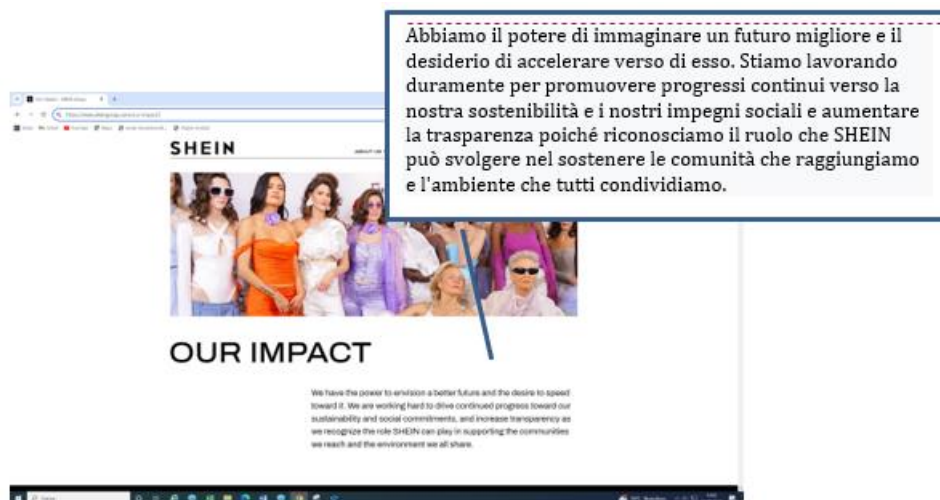 Abbiamo il potere di immaginare un futuro migliore e il
desiderio di accelerare verso di esso. Stiamo lavorando
duramente per promuovere progressi continui verso la
nostra sostenibilità e i nostri impegni sociali e aumentare
la trasparenza poiché riconosciamo il ruolo che SHEIN
può svolgere nel sostenere le comunità che raggiungiamo
e l'ambiente che tutti condividiamo.
SHEIN
ABOUT US
OUR IMPACT
We have the power to envision a better future and the desire to speed
toward it. We are working hard to drive continued progress toward our
sustainability and social commitments, and increase transparency as
we recognize the role SHEIN can play in supporting the communities
we reach and the environment we all share.